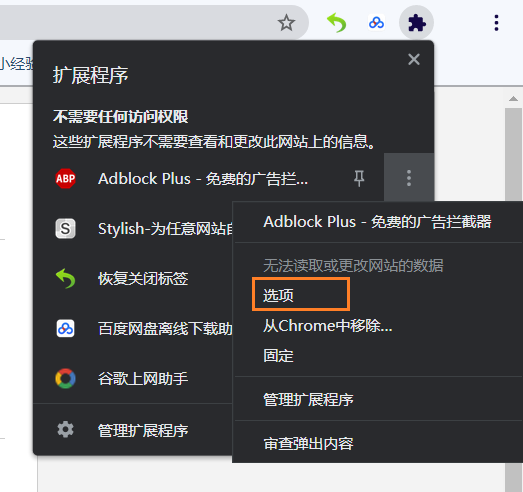 小经验
扩展程序
不需要任何访问权限
这些扩展程序不需要查看和更改此网站上的信息。
ABP Adblock Plus - 免费的广告拦...
S Stylish-为任意网站自
Adblock Plus - 免费的广告拦截器
无法读取或更改网站的数据
恢复关闭标签
选项
百度网盘离线下载助
从Chrome中移除...
固定
谷歌上网助手
管理扩展程序
管理扩展程序
审查弹出内容